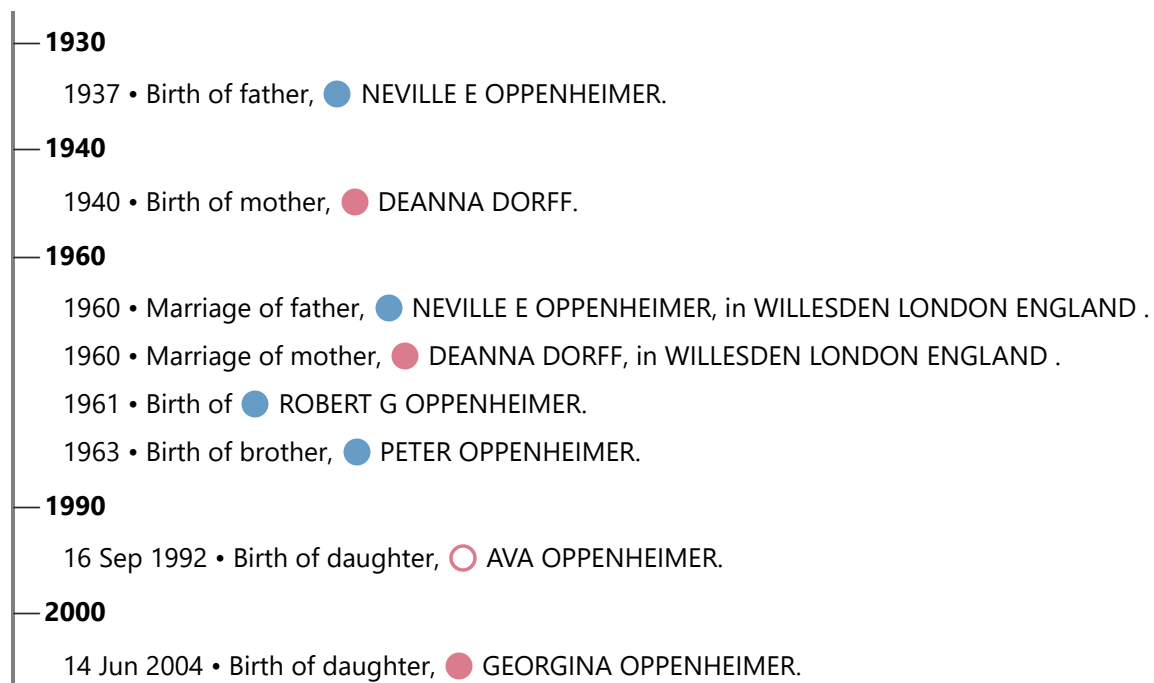 1930
1937 • Birth of father, NEVILLE E OPPENHEIMER.
1940
1940 • Birth of mother, DEANNA DORFF.
1960
1960 • Marriage of father, NEVILLE E OPPENHEIMER, in WILLESDEN LONDON ENGLAND .
1960 • Marriage of mother, DEANNA DORFF, in WILLESDEN LONDON ENGLAND .
1961 • Birth of ROBERT G OPPENHEIMER.
1963 • Birth of brother, PETER OPPENHEIMER.
1990
16 Sep 1992 • Birth of daughter, AVA OPPENHEIMER.
2000
14 Jun 2004 • Birth of daughter, GEORGINA OPPENHEIMER.